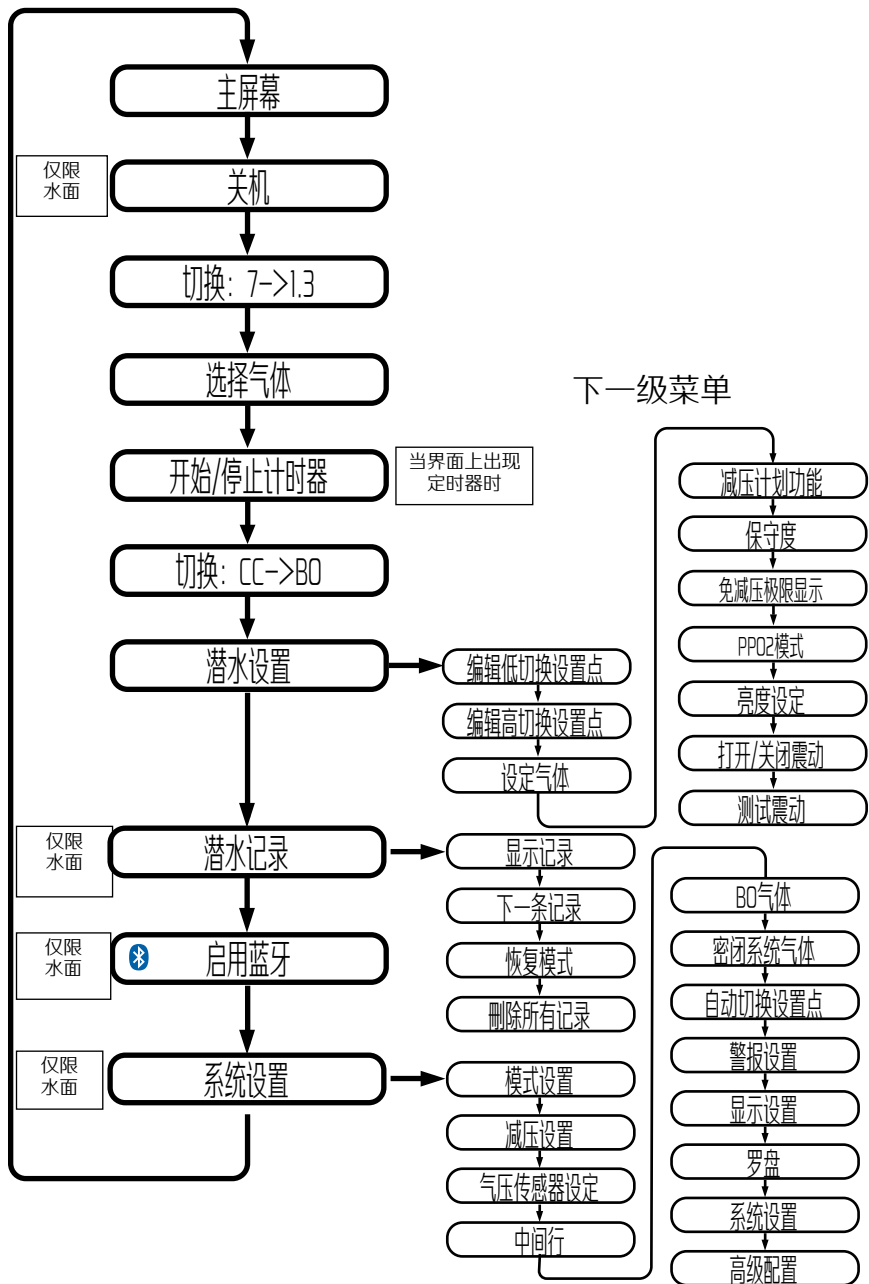 主屏幕
仅限
水面
关机
切换: 7->1.3
选择气体
下一级菜单
开始/停止计时器
当界面上出现
定时器时
切换: CC->BO
潜水设置
编辑低切换设置点
编辑高切换设置点
设定气体
减压计划功能
保守度
免减压极限显示
PPO2模式
亮度设定
打开/关闭震动
测试震动
仅限
水面
潜水记录
显示记录
下一条记录
恢复模式
删除所有记录
仅限
水面
启用蓝牙
仅限
水面
系统设置
模式设置
减压设置
气压传感器设定
中间行
BO气体
密闭系统气体
自动切换设置点
警报设置
显示设置
罗盘
系统设置
高级配置